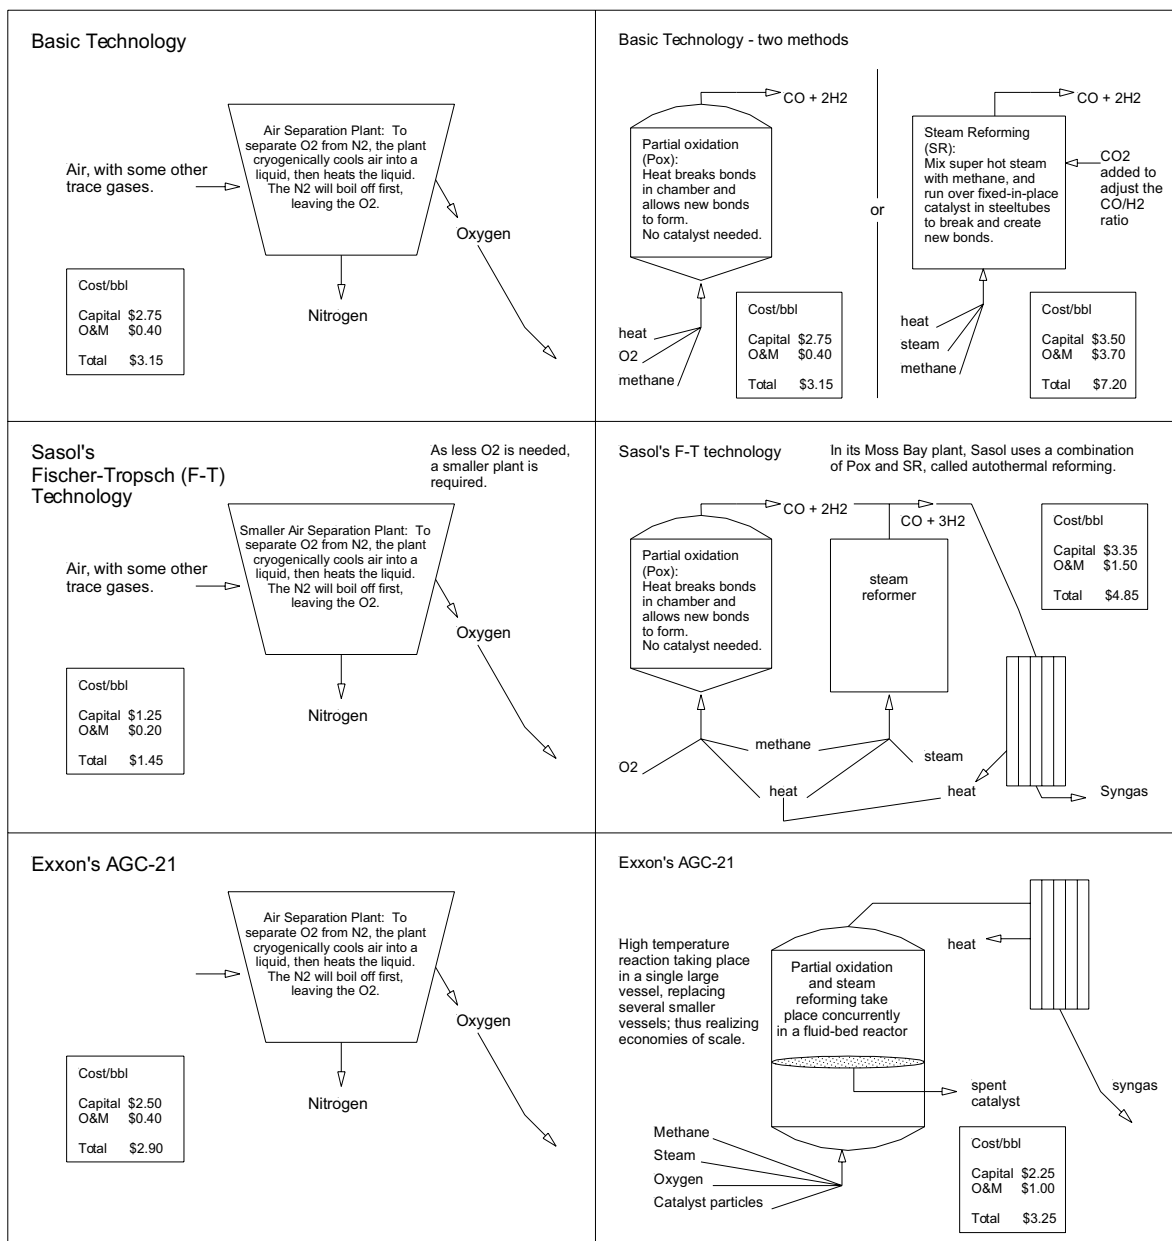 Basic Technology
Air Separation Plant: To
separate O2 from N2, the plant
cryogenically cools air into a
liquid, then heats the liquid.
The N2 will boil off first,
leaving the O2.
Air, with some other
trace gases.
Oxygen
Nitrogen
Cost/bbl
Capital $2.75
O&M $0.40
Total $3.15
Basic Technology - two methods
CO + 2H2
Partial oxidation
(Pox):
Heat breaks bonds
in chamber and
allows new bonds
to form.
No catalyst needed.
heat
O2
methane
Cost/bbl
Capital $2.75
O&M $0.40
Total $3.15
or
CO + 2H2
Steam Reforming
(SR):
Mix super hot steam
with methane, and
run over fixed-in-place
catalyst in steeltubes
to break and create
new bonds.
CO2
added to
adjust the
CO/H2
ratio
heat
steam
methane
Cost/bbl
Capital $3.50
O&M $3.70
Total $7.20
Sasol's
Fischer-Tropsch (F-T)
Technology
As less O2 is needed,
a smaller plant is
required.
Smaller Air Separation Plant: To
separate O2 from N2, the plant
cryogenically cools air into a
liquid, then heats the liquid.
The N2 will boil off first,
leaving the O2.
Air, with some other
trace gases.
Oxygen
Nitrogen
Cost/bbl
Capital $1.25
O&M $0.20
Total $1.45
Sasol's F-T technology
In its Moss Bay plant, Sasol uses a combination
of Pox and SR, called autothermal reforming.
CO + 2H2
CO + 3H2
Partial oxidation
(Pox):
Heat breaks bonds
in chamber and
allows new bonds
to form.
No catalyst needed.
steam
reformer
Cost/bbl
Capital $3.35
O&M $1.50
Total $4.85
methane
O2
steam
heat
heat
Syngas
Exxon's AGC-21
Air Separation Plant: To
separate O2 from N2, the plant
cryogenically cools air into a
liquid, then heats the liquid.
The N2 will boil off first,
leaving the O2.
Oxygen
Nitrogen
Cost/bbl
Capital $2.50
O&M $0.40
Total $2.90
Exxon's AGC-21
High temperature
reaction taking place
in a single large
vessel, replacing
several smaller
vessels; thus realizing
economies of scale.
Partial oxidation
and steam
reforming take
place concurrently
in a fluid-bed reactor
heat
syngas
spent
catalyst
Methane
Steam
Oxygen
Catalyst particles
Cost/bbl
Capital $2.25
O&M $1.00
Total $3.25